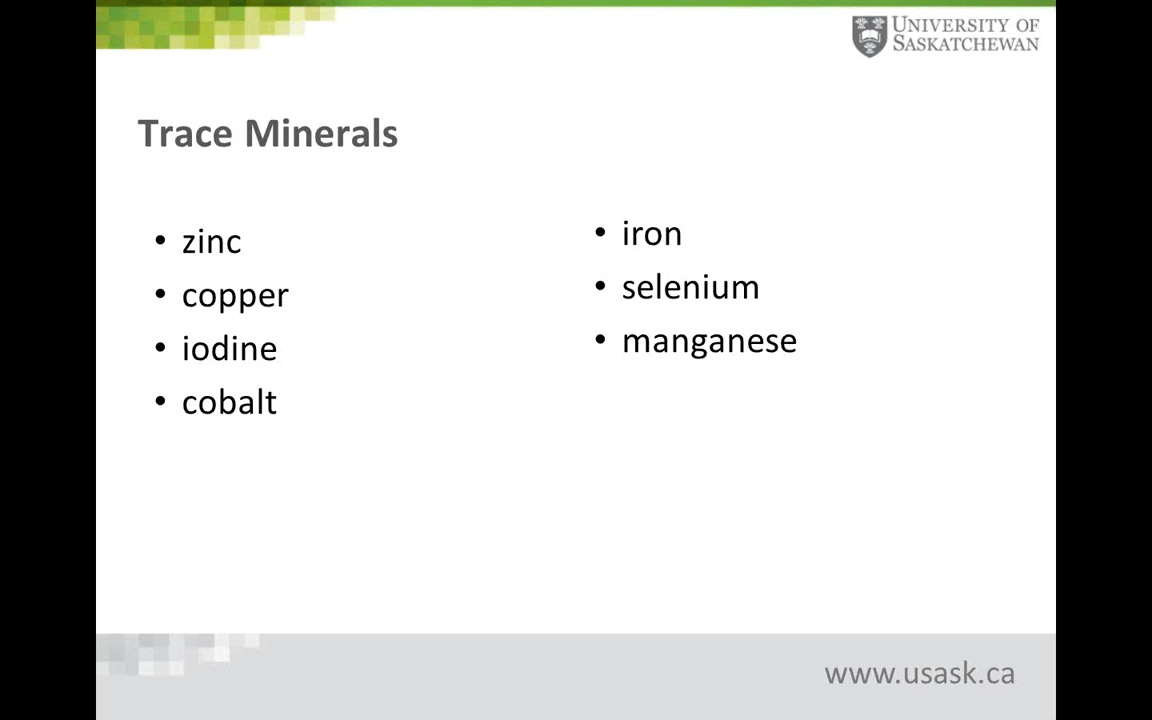 UNIVERSITY OF
SASKATCHEWAN
Trace Minerals
• zinc
• copper
• iodine
• cobalt
• iron
• selenium
• manganese
www.usask.ca